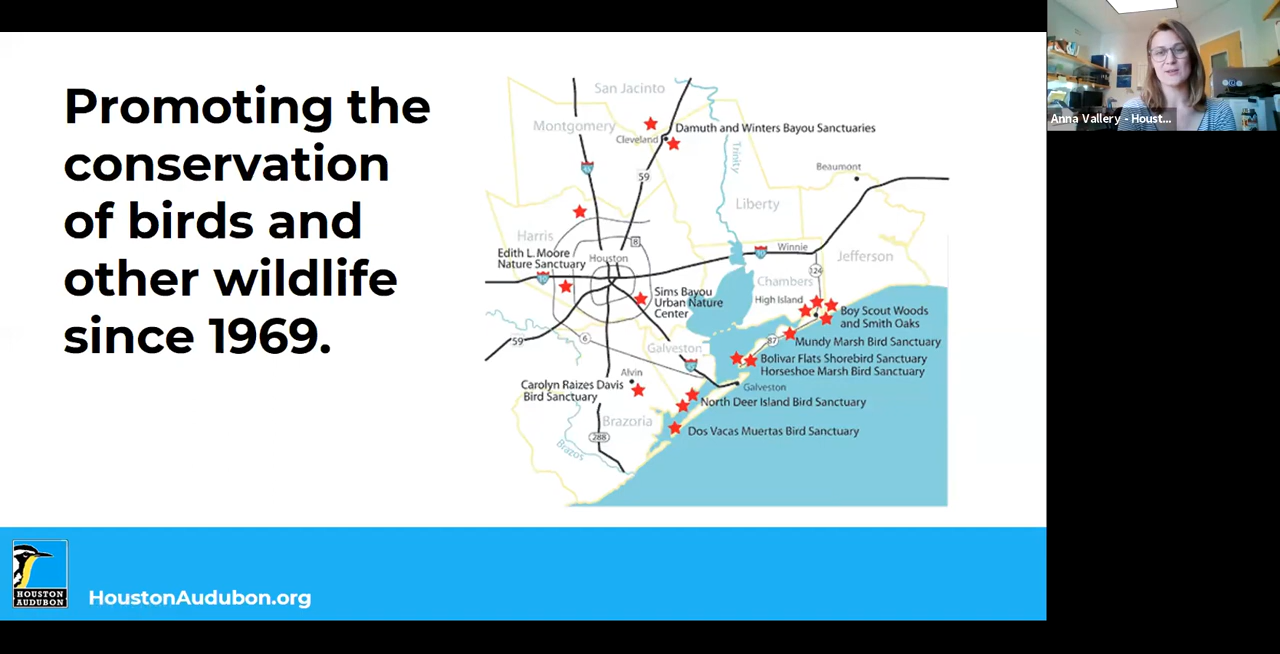 Promoting the
conservation
of birds and
other wildlife
since 1969.
San Jacinto
Montgomery
Damuth and Winters Bayou Sanctuaries
Cleveland
59
Trinity
Beaumont
Liberty
Harris
8
Edith L. Moore
Nature Sanctuary
Houston
Winnie
Jefferson
124
Chambers
Sims Bayou
Urban Nature
Center
High Island
Boy Scout Woods
and Smith Oaks
59
6
87
Mundy Marsh Bird Sanctuary
Galveston
Bolivar Flats Shorebird Sanctuary
Horseshoe Marsh Bird Sanctuary
Alvin
Carolyn Raizes Davis
Bird Sanctuary
Galveston
North Deer Island Bird Sanctuary
Brazoria
288
Dos Vacas Muertas Bird Sanctuary
Brazos
HOUSTON
AUDUBON
HoustonAudubon.org
Anna Vallery - Houst...